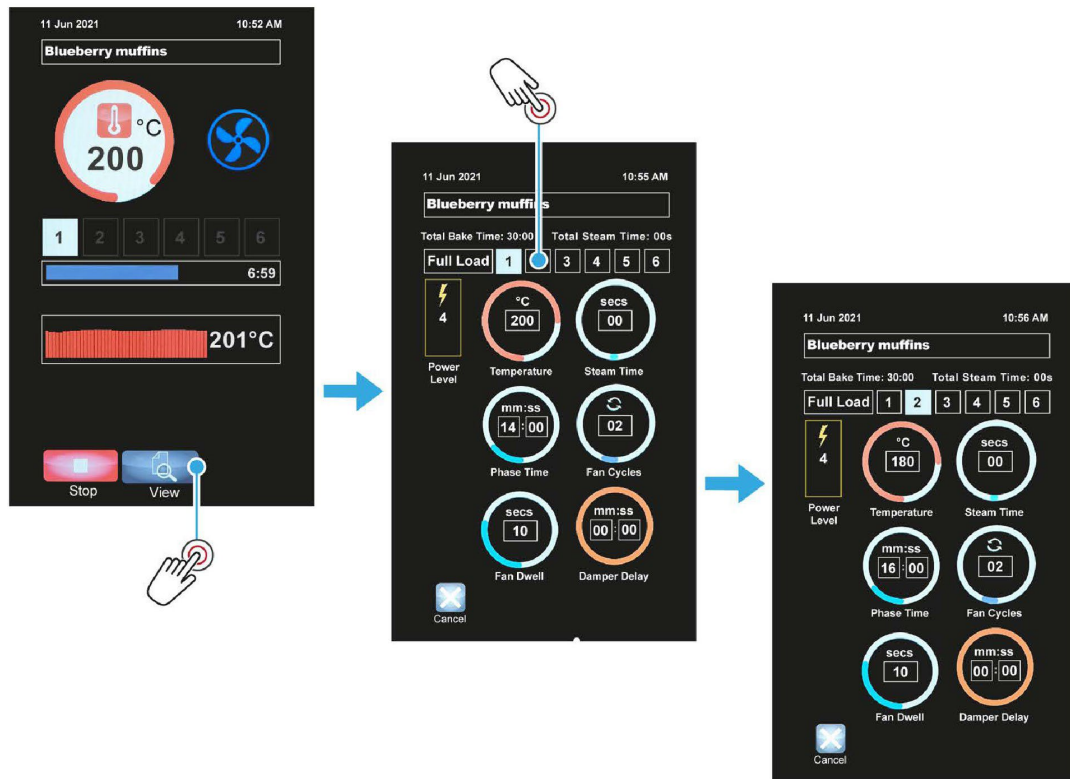 11 Jun 2021 10:52 AM
Blueberry muffins
°C
200
1 2 3 4 5 6
6:59
201°C
Stop View
11 Jun 2021 10:55 AM
Blueberry muffins
Total Bake Time: 30:00 Total Steam Time: 00s
Full Load 1 3 4 5 6
4
Power
Level
°C
200
Temperature
secs
00
Steam Time
mm:ss
14:00
Phase Time
02
Fan Cycles
secs
10
Fan Dwell
mm:ss
00:00
Damper Delay
Cancel
11 Jun 2021 10:56 AM
Blueberry muffins
Total Bake Time: 30:00 Total Steam Time: 00s
Full Load 1 2 3 4 5 6
4
Power
Level
°C
180
Temperature
secs
00
Steam Time
mm:ss
16:00
Phase Time
02
Fan Cycles
secs
10
Fan Dwell
mm:ss
00:00
Damper Delay
Cancel